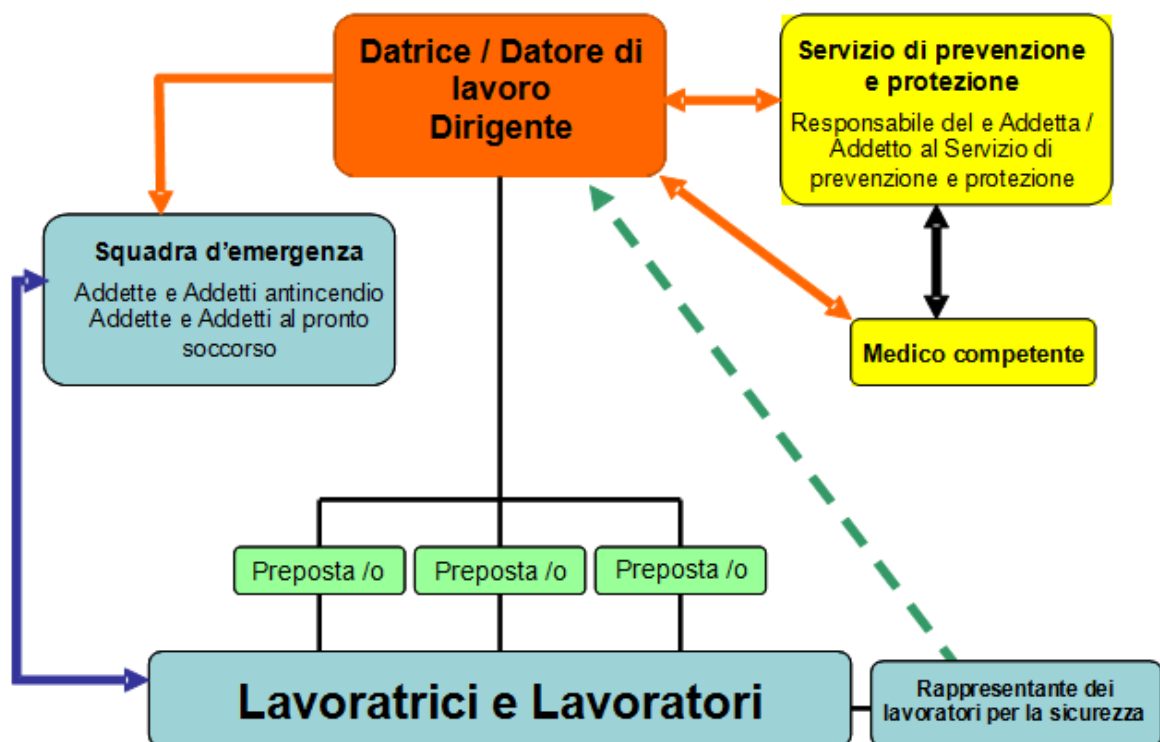 Datrice / Datore di
lavoro
Dirigente
Servizio di prevenzione
e protezione
Responsabile del e Addetta /
Addetto al Servizio di
prevenzione e protezione
Squadra d'emergenza
Addette e Addetti antincendio
Addette e Addetti al pronto
soccorso
Medico competente
Preposta /o
Preposta /o
Preposta /o
Lavoratrici e Lavoratori
Rappresentante dei
lavoratori per la sicurezza